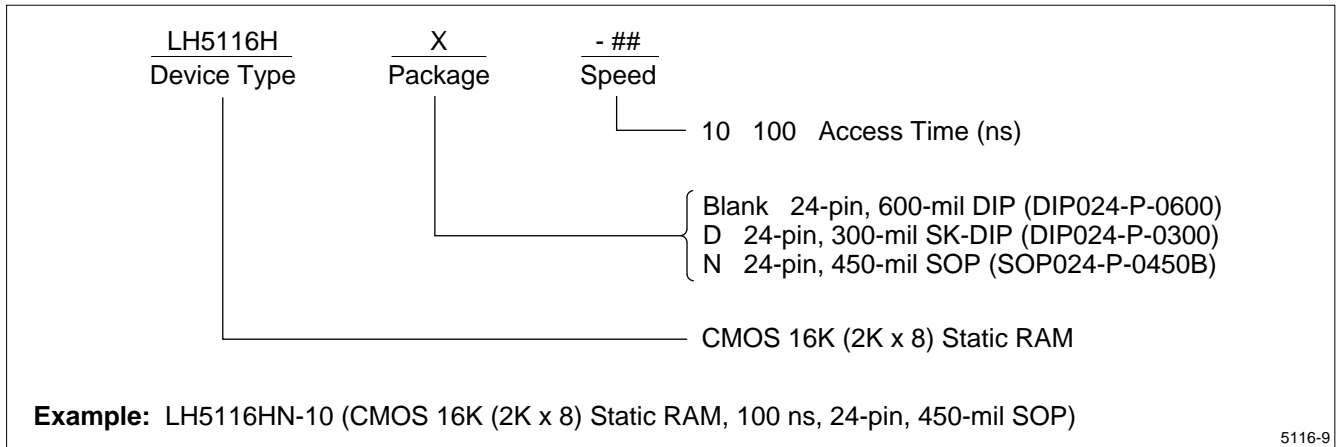 LH5116H X - ##
Device Type Package Speed
10 100 Access Time (ns)
Blank 24-pin, 600-mil DIP (DIP024-P-0600)
D 24-pin, 300-mil SK-DIP (DIP024-P-0300)
N 24-pin, 450-mil SOP (SOP024-P-0450B)
CMOS 16K (2K x 8) Static RAM
Example: LH5116HN-10 (CMOS 16K (2K x 8) Static RAM, 100 ns, 24-pin, 450-mil SOP)
5116-9